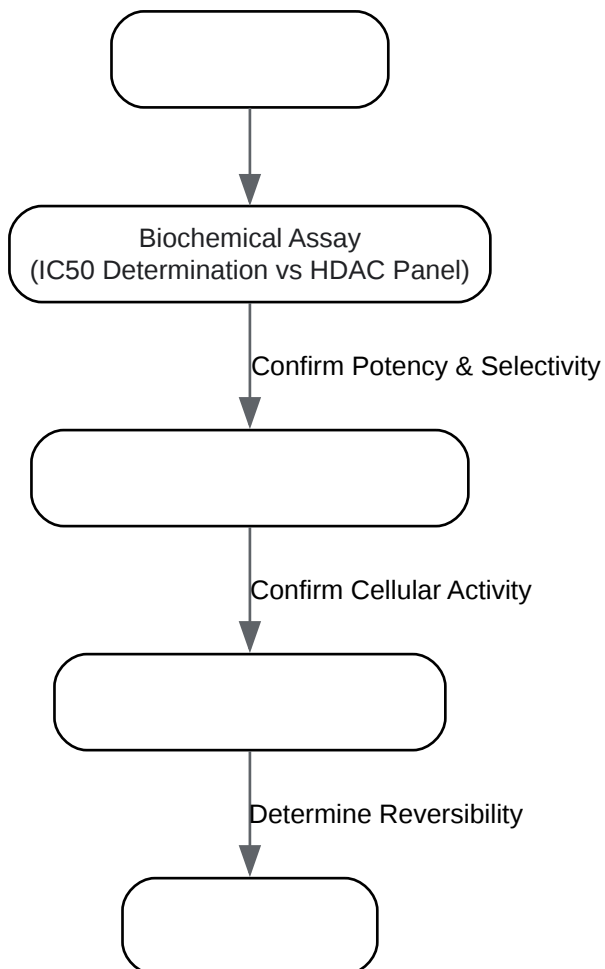 Biochemical Assay
(IC50 Determination vs HDAC Panel)
Confirm Potency & Selectivity
Confirm Cellular Activity
Determine Reversibility